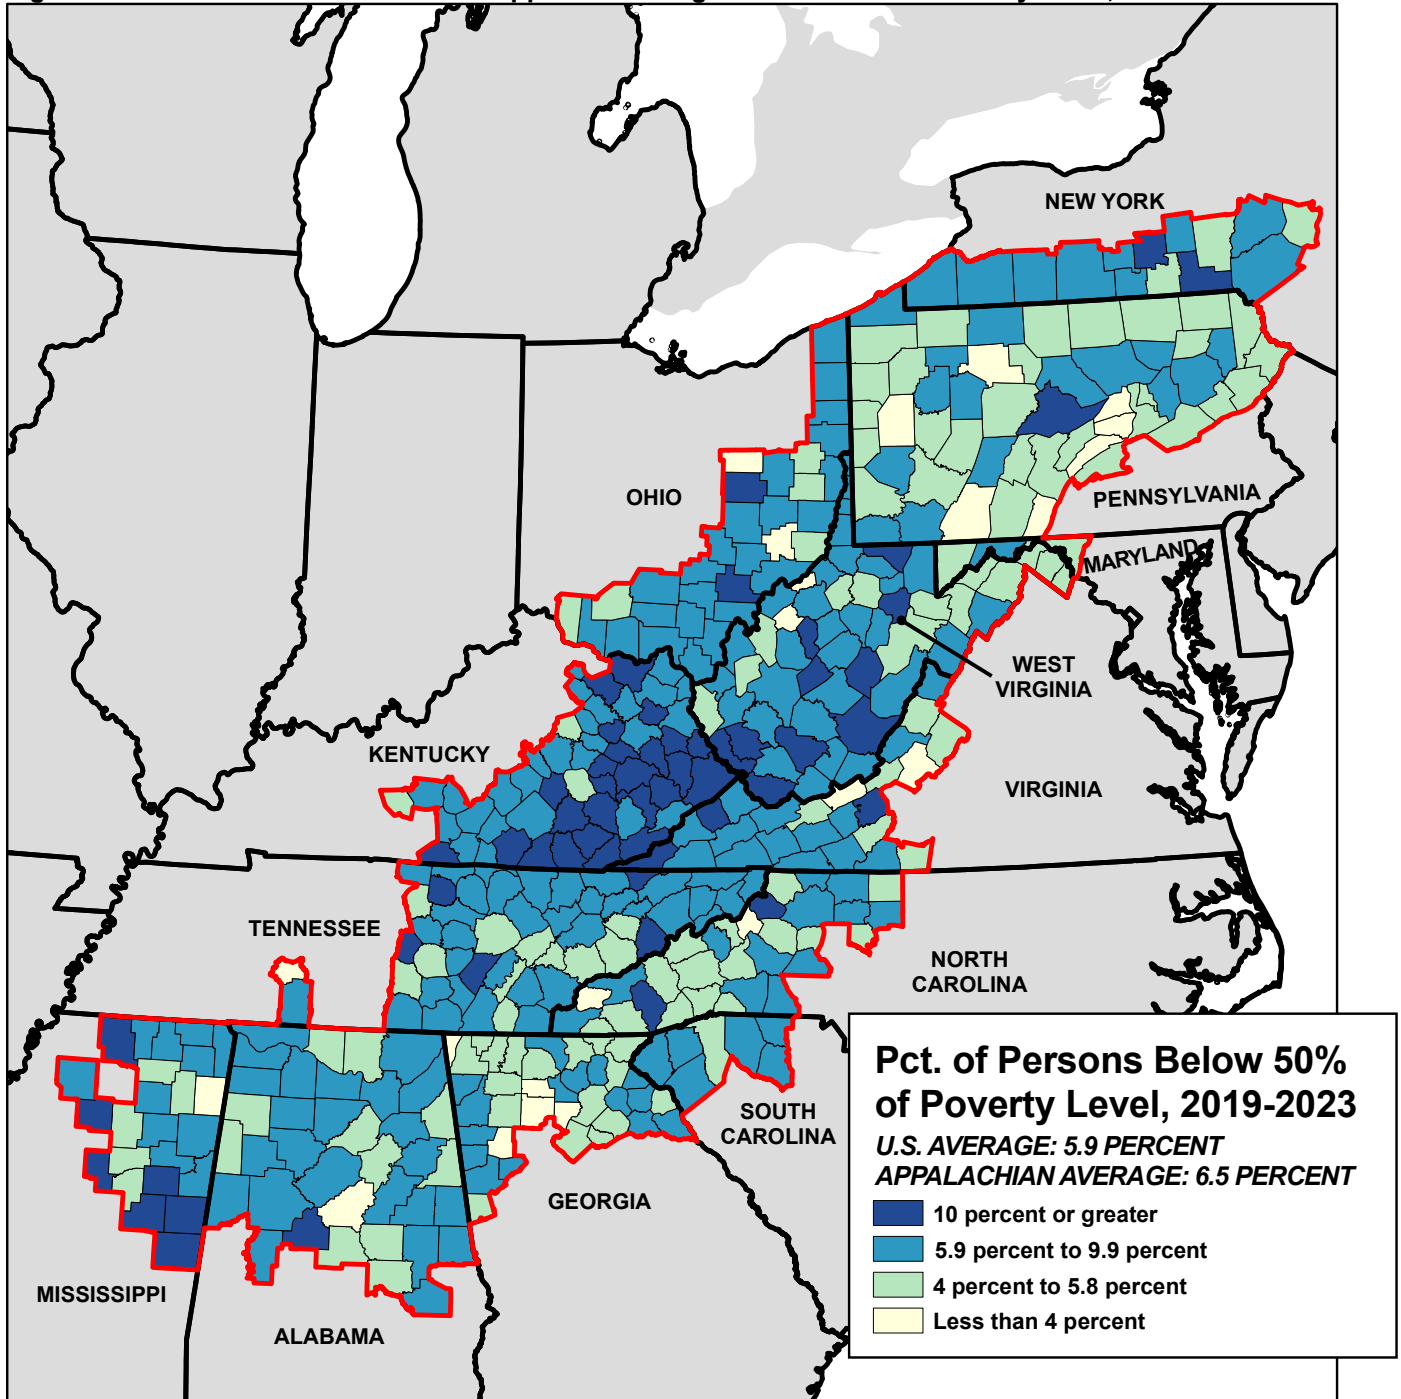 NEW YORK
OHIO
PENNSYLVANIA
MARYLAND
WEST
VIRGINIA
KENTUCKY
VIRGINIA
TENNESSEE
NORTH
CAROLINA
SOUTH
CAROLINA
GEORGIA
MISSISSIPPI
ALABAMA
Pct. of Persons Below 50%
of Poverty Level, 2019-2023
U.S. AVERAGE: 5.9 PERCENT
APPALACHIAN AVERAGE: 6.5 PERCENT
10 percent or greater
5.9 percent to 9.9 percent
4 percent to 5.8 percent
Less than 4 percent